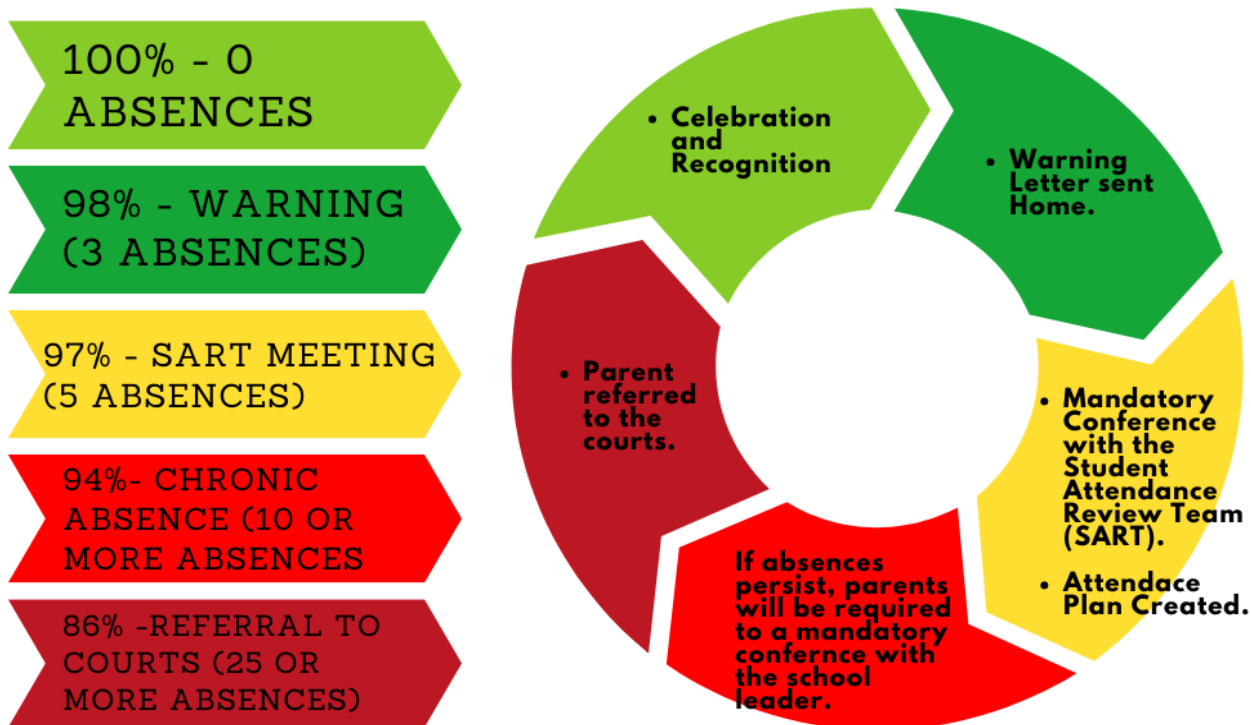 100% - 0
ABSENCES
98% - WARNING
(3 ABSENCES)
97% - SART MEETING
(5 ABSENCES)
94%- CHRONIC
ABSENCE (10 OR
MORE ABSENCES
86% -REFERRAL TO
COURTS (25 OR
MORE ABSENCES)
• Celebration
and
Recognition
• Warning
Letter sent
Home.
• Mandatory
Conference
with the
Student
Attendance
Review Team
(SART).
• Attendace
Plan Created.
If absences
persist, parents
will be required
to a mandatory
confernce with
the school
leader.
• Parent
referred
to the
courts.